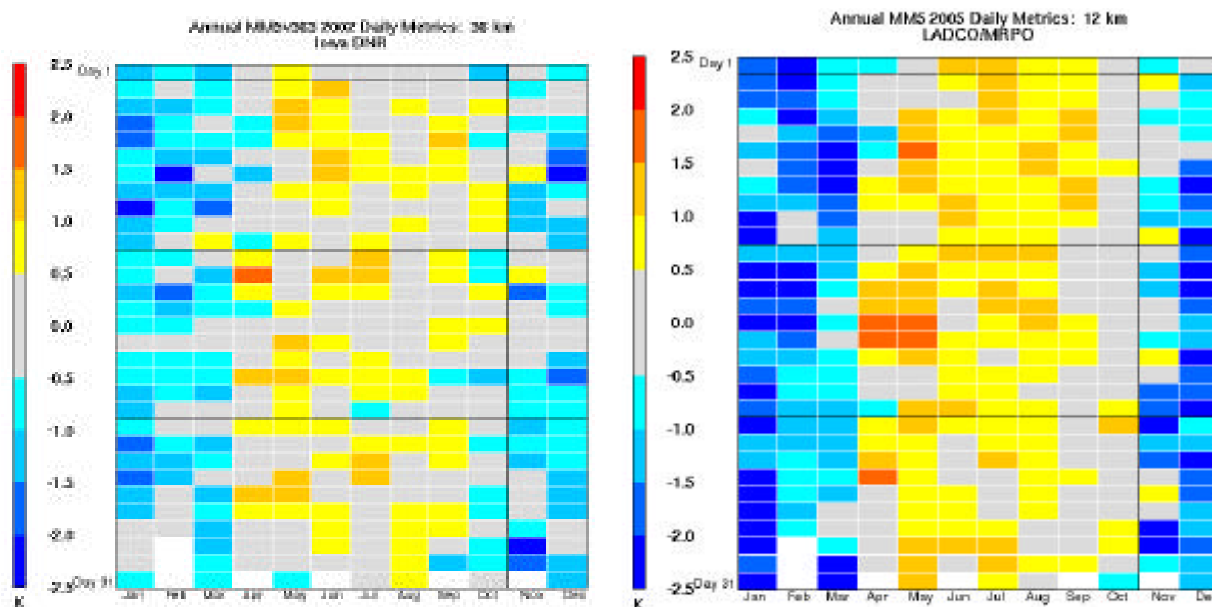 Annual MM5v363 2002 Daily Metrics: 36 km
Iowa DNR
2.5
2.0
1.5
1.0
0.5
0.0
-0.5
-1.0
-1.5
-2.0
-2.5
K
Day 1
Day 31
Jan Feb Mar Apr May Jun Jul Aug Sep Oct Nov Dec
Annual MM5 2005 Daily Metrics: 12 km
LADCO/MRPO
2.5
2.0
1.5
1.0
0.5
0.0
-0.5
-1.0
-1.5
-2.0
-2.5
K
Day 1
Day 31
Jan Feb Mar Apr May Jun Jul Aug Sep Oct Nov De